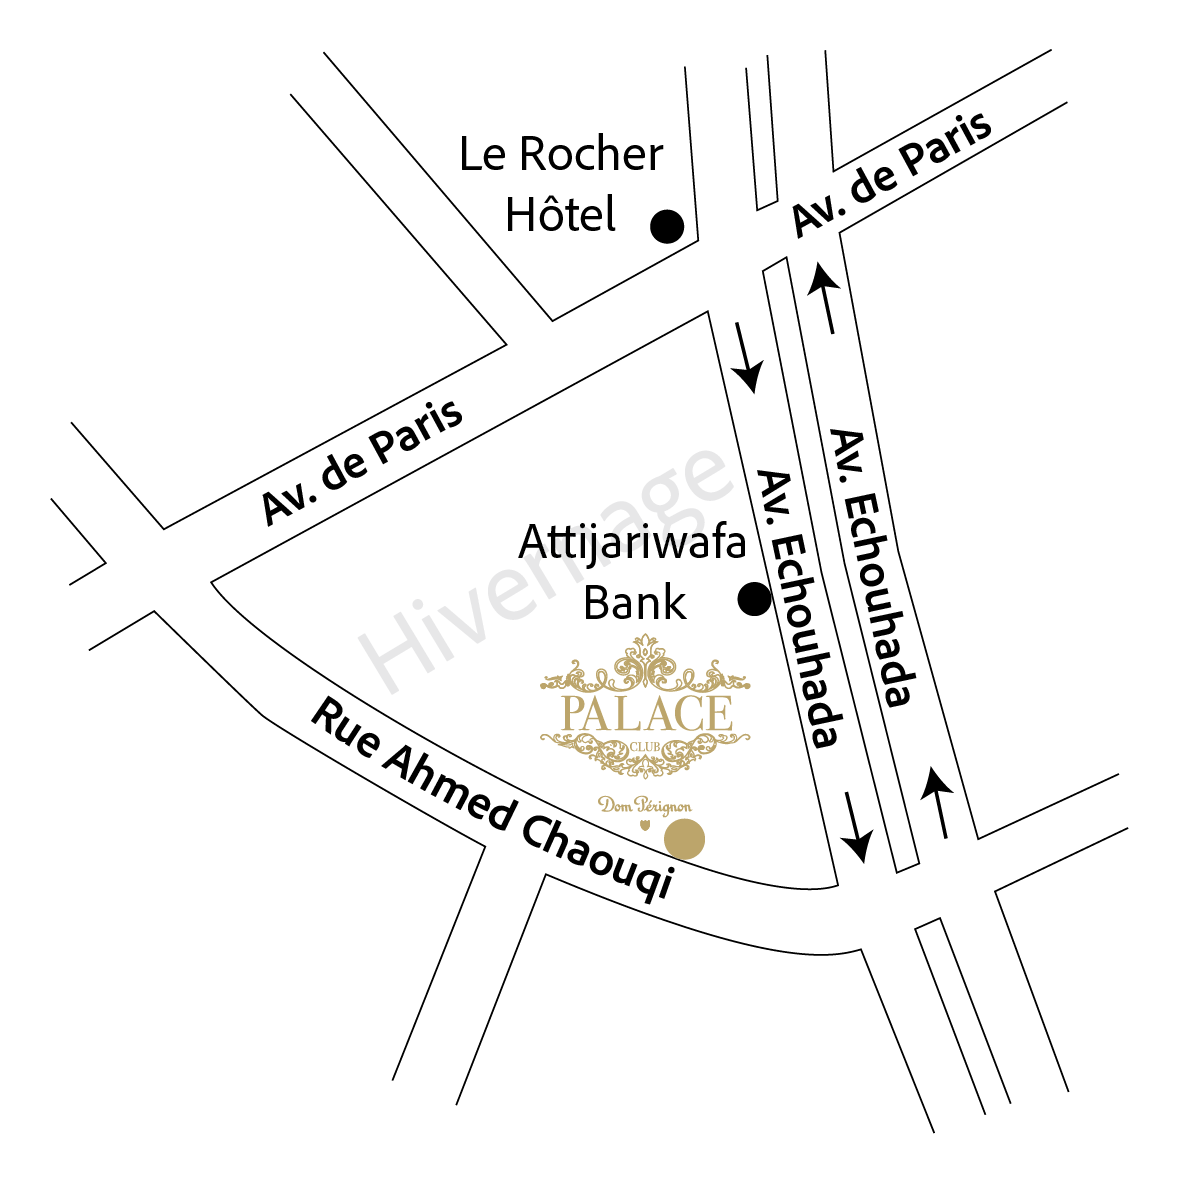 Le Rocher
Hôtel
Av. de Paris
Av. de Paris
Hivernage
Attijariwafa
Bank
Av. Echouhada
Av. Echouhada
PALACE
CLUB
Dom Pérignon
Rue Ahmed Chaouqi